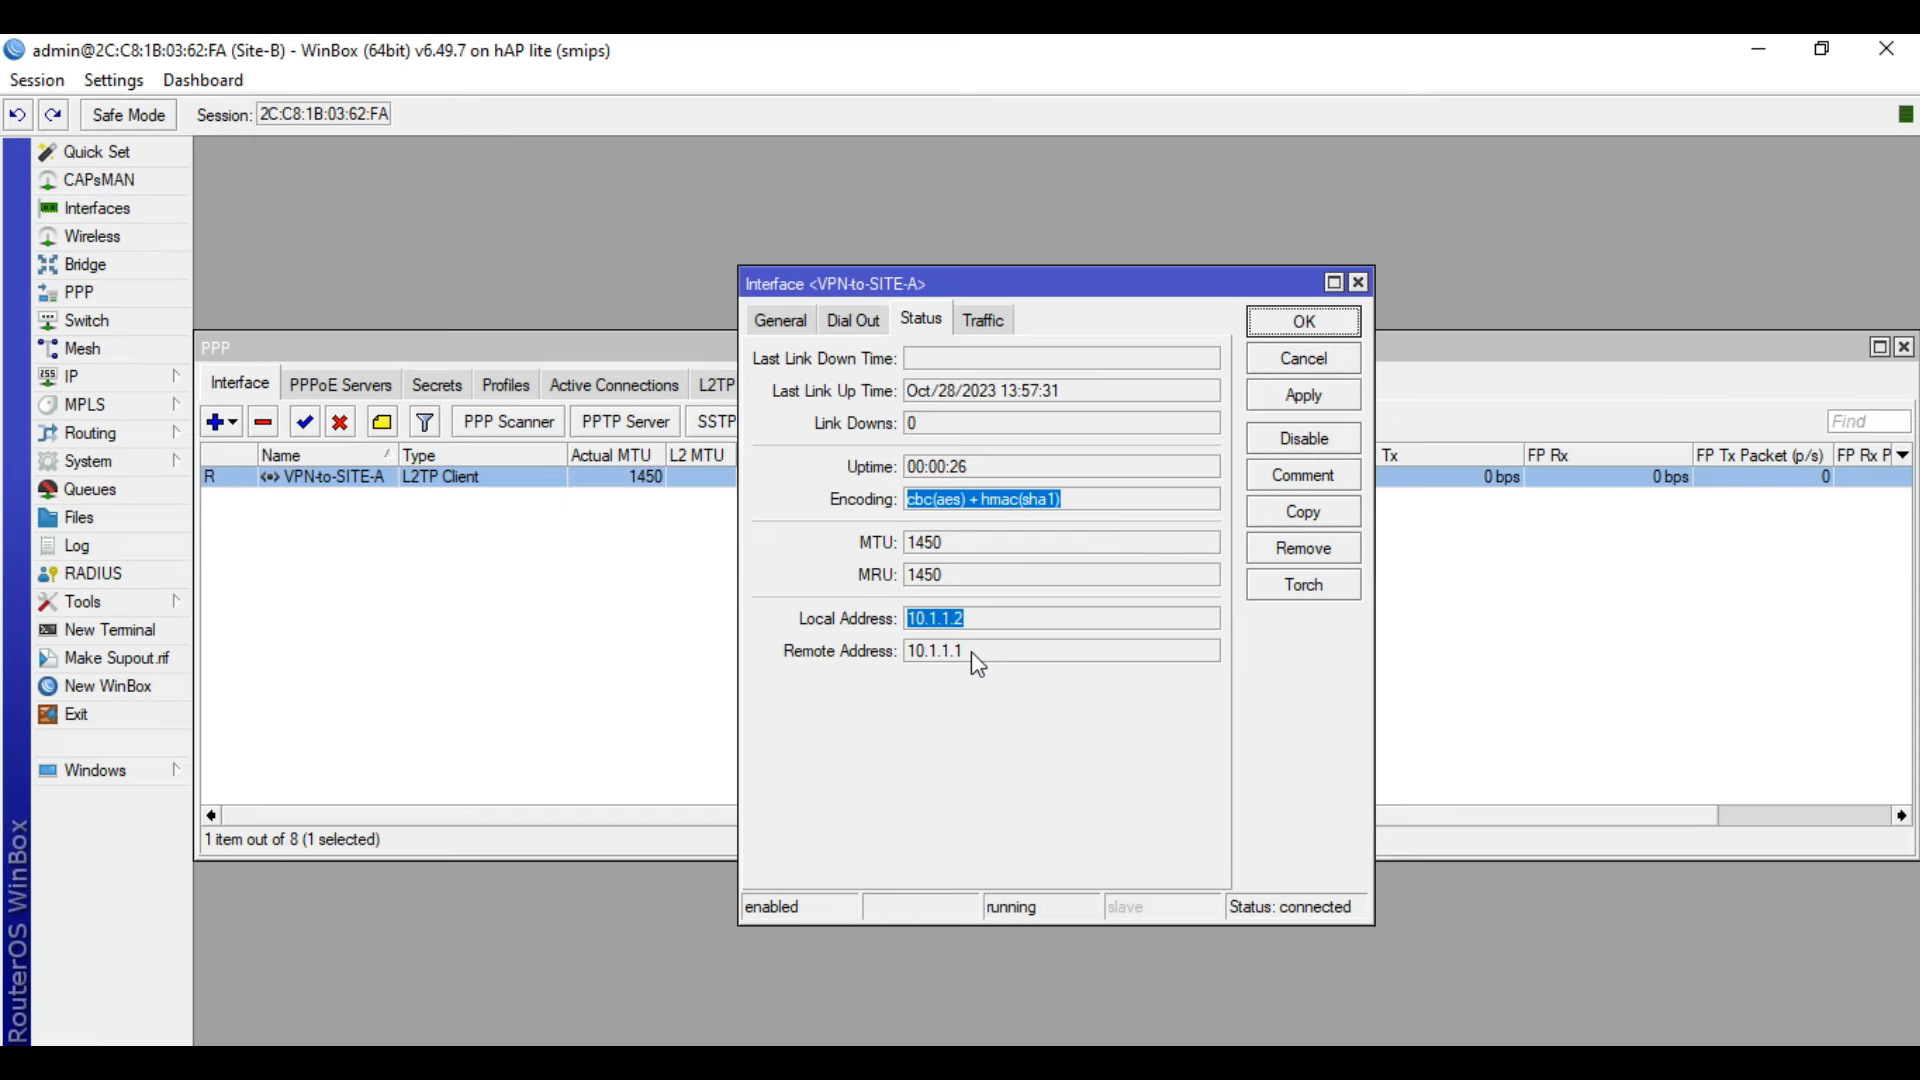 admin@2C:C8:1B:03:62:FA (Site-B) - WinBox (64bit) v6.49.7 on hAP lite (smips)
Session Settings Dashboard
Safe Mode Session: 2C:C8:1B:03:62:FA
Quick Set
CAPsMAN
Interfaces
Wireless
Bridge
PPP
Switch
Mesh
IP
MPLS
Routing
System
Queues
Files
Log
RADIUS
Tools
New Terminal
Make Supout.rif
New WinBox
Exit
Windows
RouterOS WinBox
PPP
Interface PPPoE Servers Secrets Profiles Active Connections L2TP
PPP Scanner PPTP Server SSTP
Find
Name Type Actual MTU L2 MTU Tx FP Rx FP Tx Packet (p/s) FP Rx P
R VPN-to-SITE-A L2TP Client 1450 0 bps 0 bps 0
1 item out of 8 (1 selected)
Interface <VPN-to-SITE-A>
General Dial Out Status Traffic
Last Link Down Time:
Last Link Up Time: Oct/28/2023 13:57:31
Link Downs: 0
Uptime: 00:00:26
Encoding: cbc(aes) + hmac(sha1)
MTU: 1450
MRU: 1450
Local Address: 10.1.1.2
Remote Address: 10.1.1.1
OK
Cancel
Apply
Disable
Comment
Copy
Remove
Torch
enabled running slave Status: connected